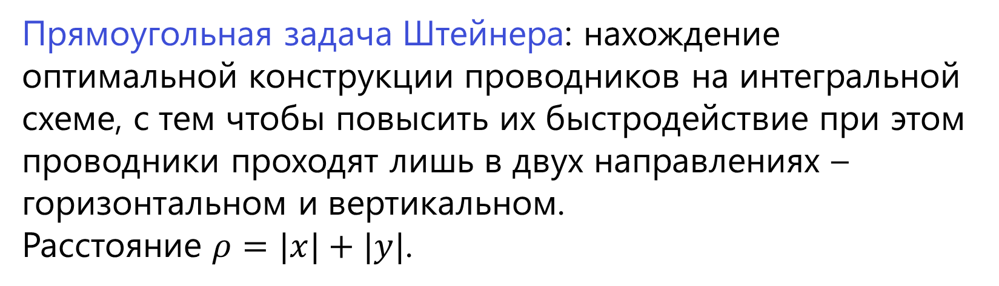 Прямоугольная задача Штейнера: нахождение
оптимальной конструкции проводников на интегральной
схеме, с тем чтобы повысить их быстродействие при этом
проводники проходят лишь в двух направлениях –
горизонтальном и вертикальном.
Расстояние 𝜌 = |𝑥| + |𝑦|.